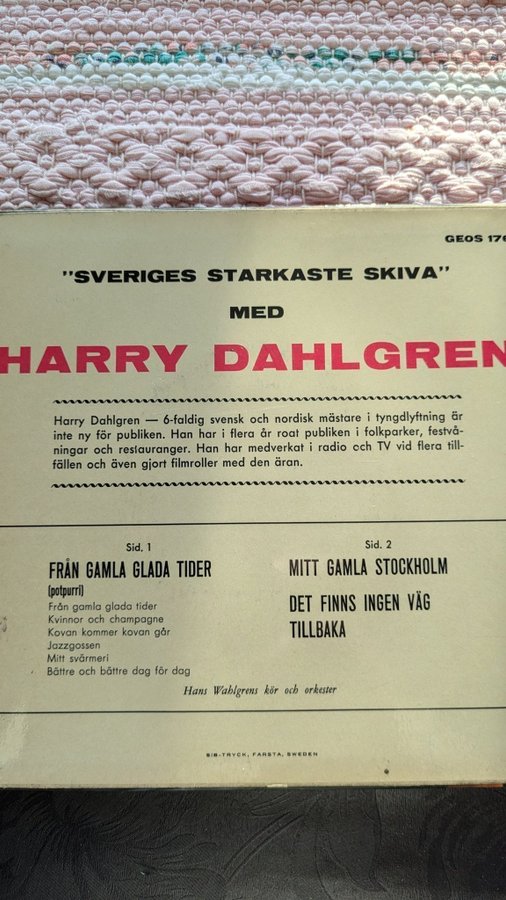 GEOS 176
"SVERIGES STARKASTE SKIVA"
MED
HARRY DAHLGREN
Harry Dahlgren — 6-faldig svensk och nordisk mästare i tyngdlyftning är
inte ny för publiken. Han har i flera år roat publiken i folkparker, festvå-
ningar och restauranger. Han har medverkat i radio och TV vid flera till-
fällen och även gjort filmroller med den äran.
Sid. 1
FRÅN GAMLA GLADA TIDER
(potpurri)
Från gamla glada tider
Kvinnor och champagne
Kovan kommer kovan går
Jazzgossen
Mitt svärmeri
Bättre och bättre dag för dag
Sid. 2
MITT GAMLA STOCKHOLM
DET FINNS INGEN VÄG
TILLBAKA
Hans Wahlgrens kör och orkester
SIB-TRYCK, FARSTA, SWEDEN